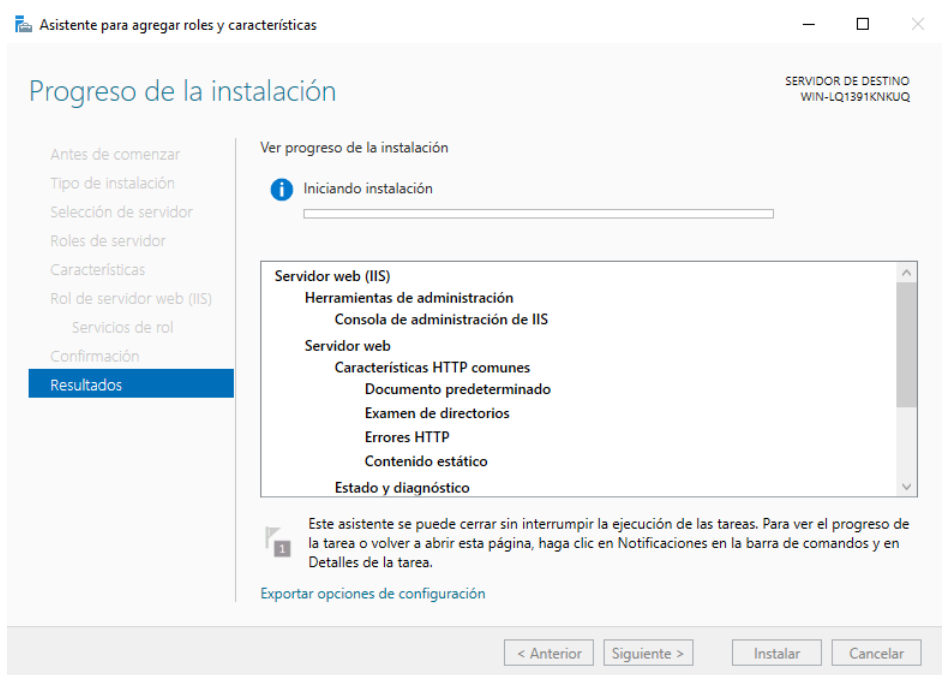 Asistente para agregar roles y características
Progreso de la instalación
SERVIDOR DE DESTINO
WIN-LQ1391KNKUQ
Antes de comenzar
Tipo de instalación
Selección de servidor
Roles de servidor
Características
Rol de servidor web (IIS)
Servicios de rol
Confirmación
Resultados
Ver progreso de la instalación
Iniciando instalación
Servidor web (IIS)
Herramientas de administración
Consola de administración de IIS
Servidor web
Características HTTP comunes
Documento predeterminado
Examen de directorios
Errores HTTP
Contenido estático
Estado y diagnóstico
1
Este asistente se puede cerrar sin interrumpir la ejecución de las tareas. Para ver el progreso de
la tarea o volver a abrir esta página, haga clic en Notificaciones en la barra de comandos y en
Detalles de la tarea.
Exportar opciones de configuración
< Anterior
Siguiente >
Instalar
Cancelar